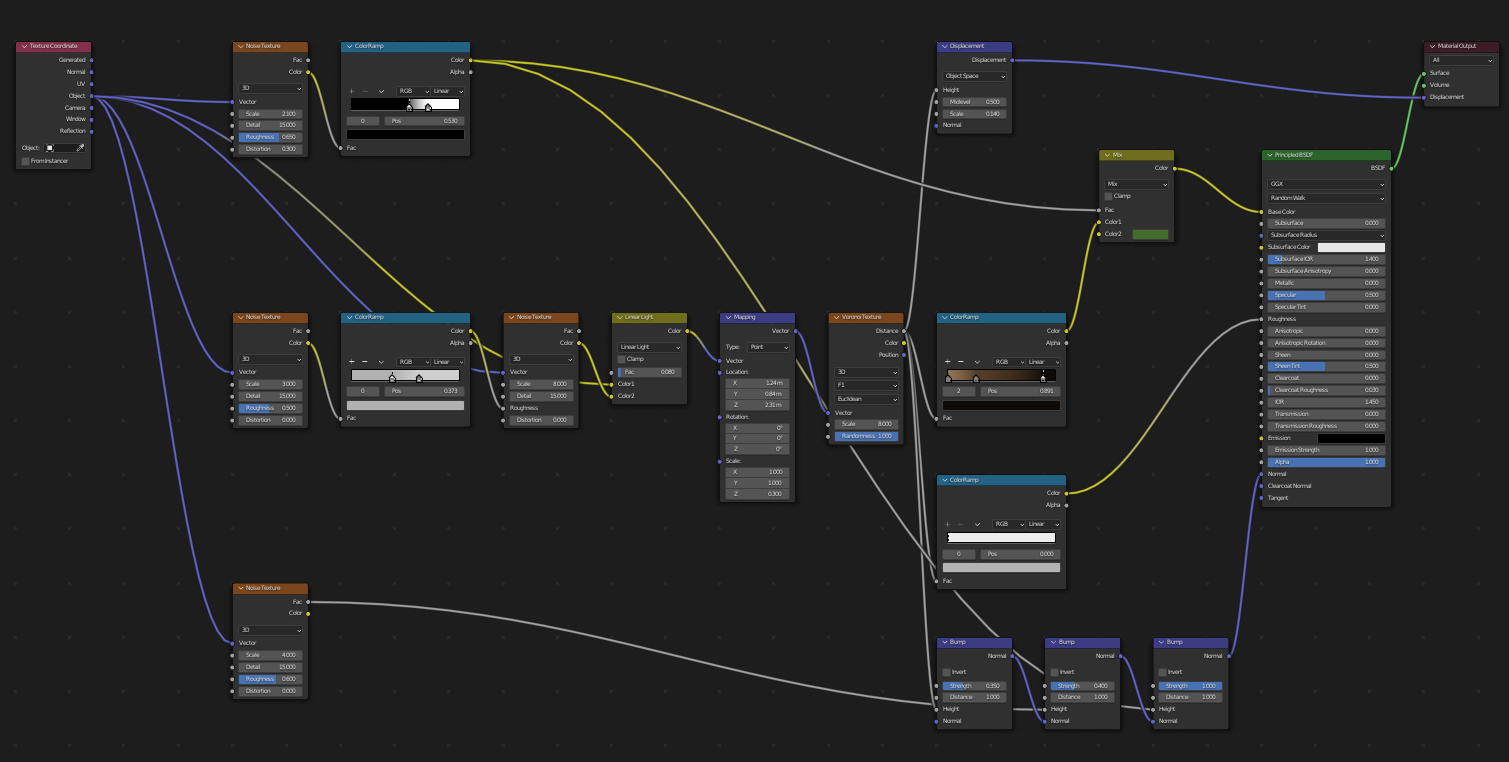 Texture Coordinate
Generated
Normal
UV
Object
Camera
Window
Reflection
Object:
From Instancer
Noise Texture
Fac
Color
3D
Vector
Scale 2.100
Detail 15.000
Roughness 0.650
Distortion 0.300
ColorRamp
Color
Alpha
+ − RGB Linear
0 Pos 0.530
Fac
Displacement
Displacement
Object Space
Height
Midlevel 0.500
Scale 0.140
Normal
Material Output
All
Surface
Volume
Displacement
Mix
Color
Mix
Clamp
Fac
Color1
Color2
Principled BSDF
BSDF
GGX
Random Walk
Base Color
Subsurface 0.000
Subsurface Radius
Subsurface Color
Subsurface IOR 1.400
Subsurface Anisotropy 0.000
Metallic 0.000
Specular 0.500
Specular Tint 0.000
Roughness
Anisotropic 0.000
Anisotropic Rotation 0.000
Sheen 0.000
Sheen Tint 0.500
Clearcoat 0.000
Clearcoat Roughness 0.030
IOR 1.450
Transmission 0.000
Transmission Roughness 0.000
Emission
Emission Strength 1.000
Alpha 1.000
Normal
Clearcoat Normal
Tangent
Noise Texture
Fac
Color
3D
Vector
Scale 3.000
Detail 15.000
Roughness 0.500
Distortion 0.000
ColorRamp
Color
Alpha
+ − RGB Linear
0 Pos 0.373
Fac
Noise Texture
Fac
Color
3D
Vector
Scale 8.000
Detail 15.000
Roughness
Distortion 0.000
Linear Light
Color
Linear Light
Clamp
Fac 0.080
Color1
Color2
Mapping
Vector
Type: Point
Vector
Location:
X 1.24 m
Y 0.84 m
Z 2.31 m
Rotation:
X 0°
Y 0°
Z 0°
Scale:
X 1.000
Y 1.000
Z 0.300
Voronoi Texture
Distance
Color
Position
3D
F1
Euclidean
Vector
Scale 8.000
Randomness 1.000
ColorRamp
Color
Alpha
+ − RGB Linear
2 Pos 0.891
Fac
ColorRamp
Color
Alpha
+ − RGB Linear
0 Pos 0.000
Fac
Noise Texture
Fac
Color
3D
Vector
Scale 4.000
Detail 15.000
Roughness 0.600
Distortion 0.000
Bump
Normal
Invert
Strength 0.350
Distance 1.000
Height
Normal
Bump
Normal
Invert
Strength 0.400
Distance 1.000
Height
Normal
Bump
Normal
Invert
Strength 1.000
Distance 1.000
Height
Normal